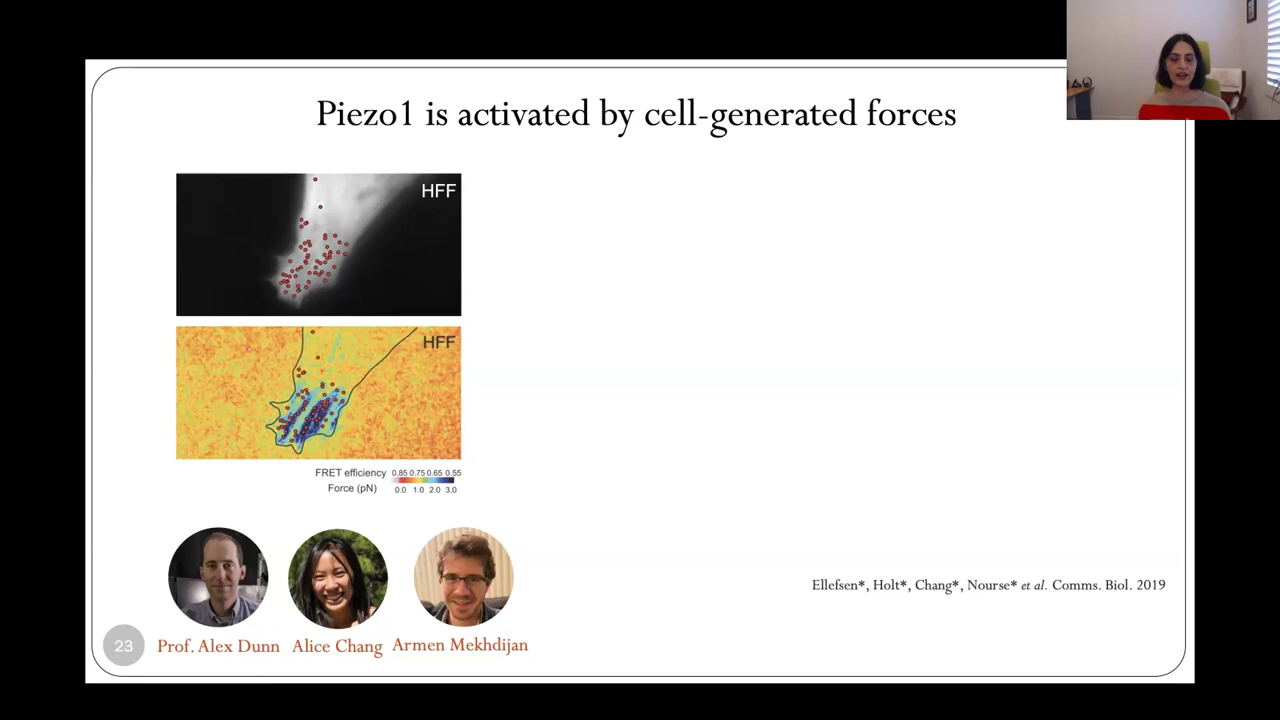 Piezo1 is activated by cell-generated forces
HFF
HFF
FRET efficiency 0.85 0.75 0.65 0.55
Force (pN) 0.0 1.0 2.0 3.0
Ellefsen*, Holt*, Chang*, Nourse* et al. Comms. Biol. 2019
23 Prof. Alex Dunn Alice Chang Armen Mekhdijan